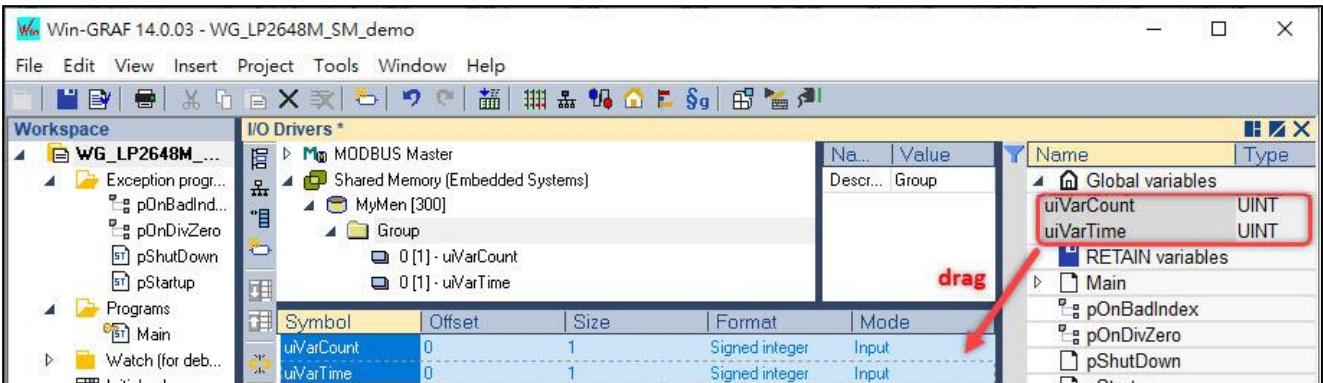 Win-GRAF 14.0.03 - WG_LP2648M_SM_demo
File Edit View Insert Project Tools Window Help
Workspace
WG_LP2648M_...
Exception progr...
pOnBadInd...
pOnDivZero
pShutDown
pStartup
Programs
Main
Watch (for deb...
I/O Drivers *
MODBUS Master
Shared Memory (Embedded Systems)
MyMen [300]
Group
0 [1] - uiVarCount
0 [1] - uiVarTime
Na... Value
Descr... Group
Symbol Offset Size Format Mode
uiVarCount 0 1 Signed integer Input
uiVarTime 0 1 Signed integer Input
drag
Name Type
Global variables
uiVarCount UINT
uiVarTime UINT
RETAIN variables
Main
pOnBadIndex
pOnDivZero
pShutDown